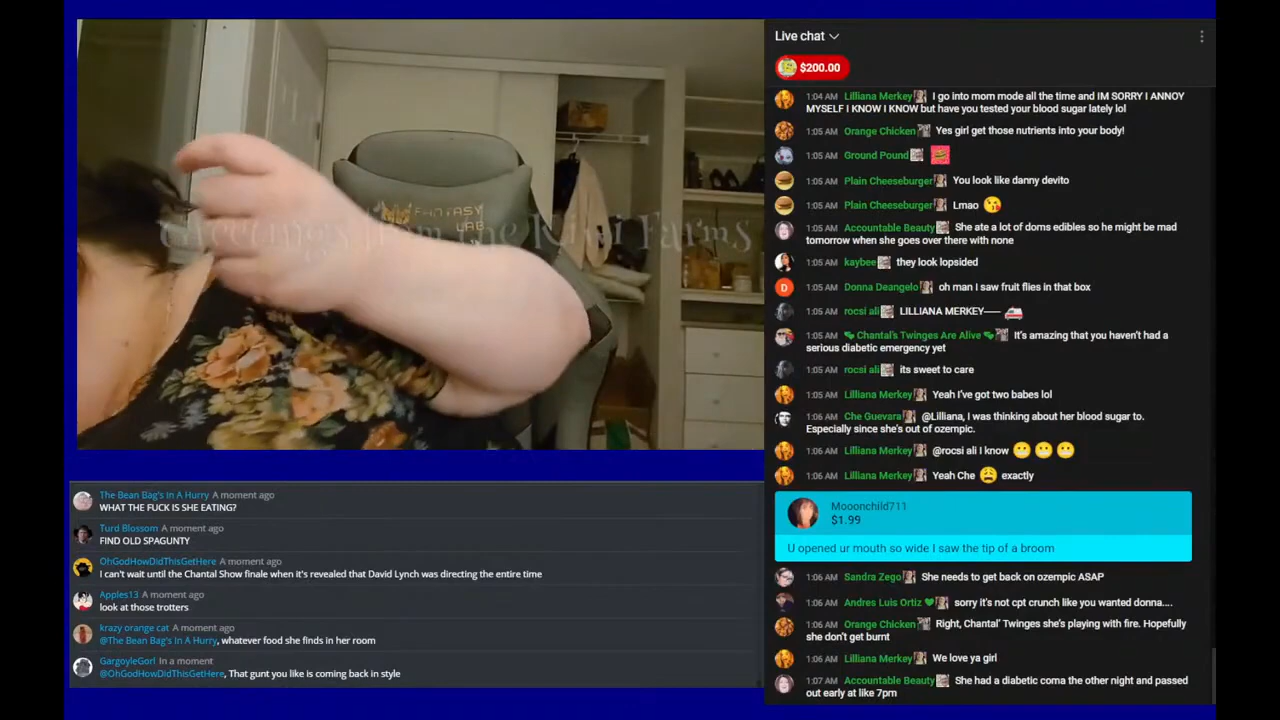 FANTASY
LAB
Greetings from the Kiwi Farms
Live chat
$200.00
1:04 AM Lilliana Merkey I go into mom mode all the time and IM SORRY I ANNOY
MYSELF i KNOW I KNOW but have you tested your blood sugar lately lol
1:05 AM Orange Chicken Yes girl get those nutrients into your body!
1:05 AM Ground Pound
1:05 AM Plain Cheeseburger You look like danny devito
1:05 AM Plain Cheeseburger Lmao 😘
1:05 AM Accountable Beauty She ate a lot of doms edibles so he might be mad
tomorrow when she goes over there with none
1:05 AM kaybee they look lopsided
1:05 AM Donna Deangelo oh man I saw fruit flies in that box
1:05 AM rocsi ali LILLIANA MERKEY—— 🚑
1:05 AM Chantal's Twinges Are Alive It's amazing that you haven't had a
serious diabetic emergency yet
1:05 AM rocsi ali its sweet to care
1:05 AM Lilliana Merkey Yeah I've got two babes lol
1:06 AM Che Guevara @Lilliana, I was thinking about her blood sugar to.
Especially since she's out of ozempic.
1:06 AM Lilliana Merkey @rocsi ali I know 😬 😬 😬
1:06 AM Lilliana Merkey Yeah Che 😩 exactly
Mooonchild711
$1.99
U opened ur mouth so wide I saw the tip of a broom
1:06 AM Sandra Zego She needs to get back on ozempic ASAP
1:06 AM Andres Luis Ortiz 💚 sorry it's not cpt crunch like you wanted donna....
1:06 AM Orange Chicken Right, Chantal' Twinges she's playing with fire. Hopefully
she don't get burnt
1:06 AM Lilliana Merkey We love ya girl
1:07 AM Accountable Beauty She had a diabetic coma the other night and passed
out early at like 7pm
The Bean Bag's In A Hurry A moment ago
WHAT THE FUCK IS SHE EATING?
Turd Blossom A moment ago
FIND OLD SPAGUNTY
OhGodHowDidThisGetHere A moment ago
I can't wait until the Chantal Show finale when it's revealed that David Lynch was directing the entire time
Apples13 A moment ago
look at those trotters
krazy orange cat A moment ago
@The Bean Bag's In A Hurry, whatever food she finds in her room
GargoyleGorl In a moment
@OhGodHowDidThisGetHere, That gunt you like is coming back in style